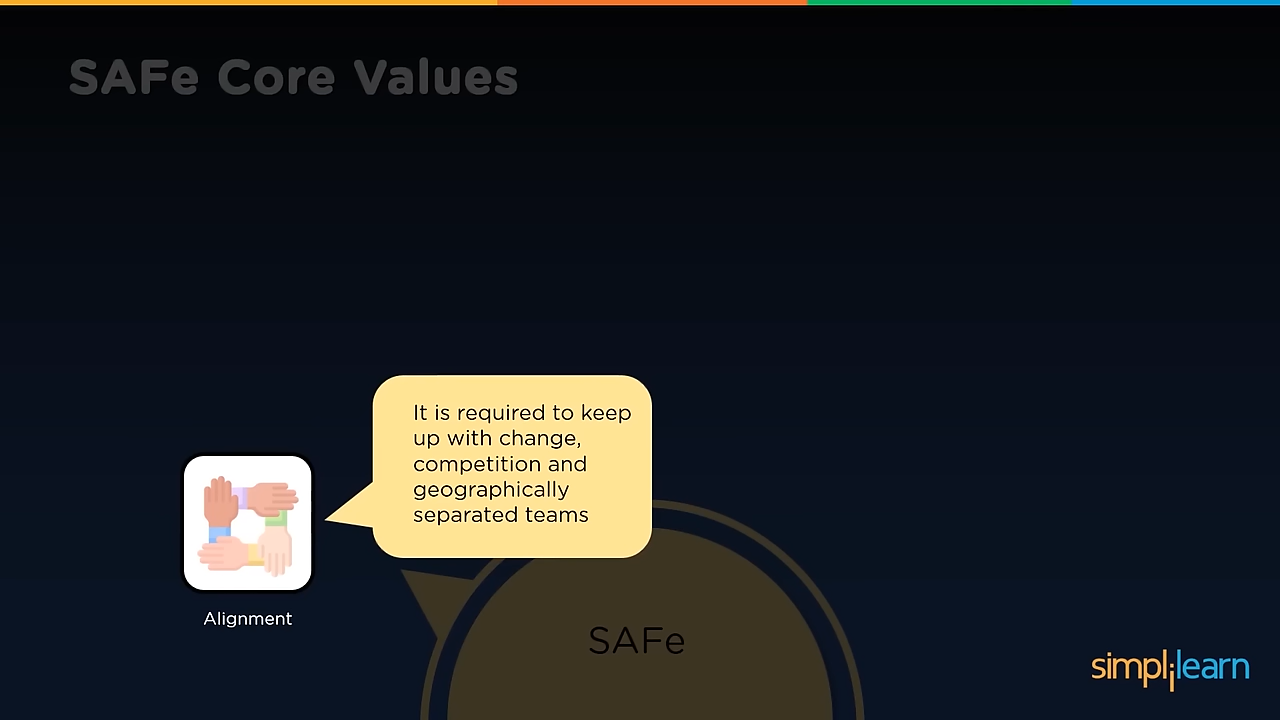 SAFe Core Values
It is required to keep
up with change,
competition and
geographically
separated teams
Alignment
SAFe
simplilearn